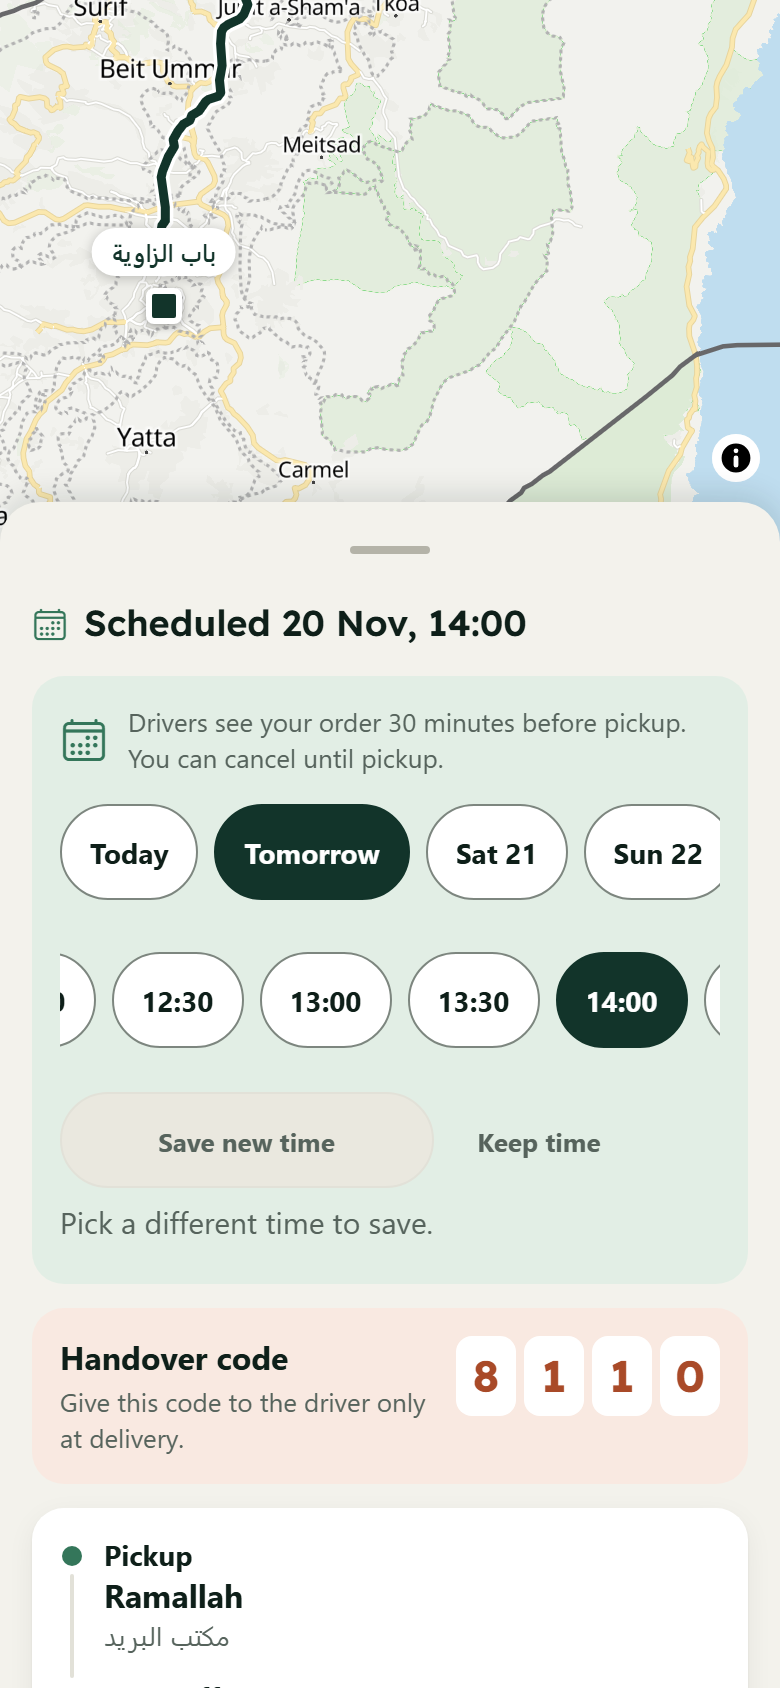 Surif
a-Sham'a
Beit Ummar
Meitsad
باب الزاوية
Yatta
Carmel
Scheduled 20 Nov, 14:00
Drivers see your order 30 minutes before pickup.
You can cancel until pickup.
Today Tomorrow Sat 21 Sun 22
12:30 13:00 13:30 14:00
Save new time Keep time
Pick a different time to save.
Handover code
8 1 1 0
Give this code to the driver only
at delivery.
Pickup
Ramallah
مكتب البريد